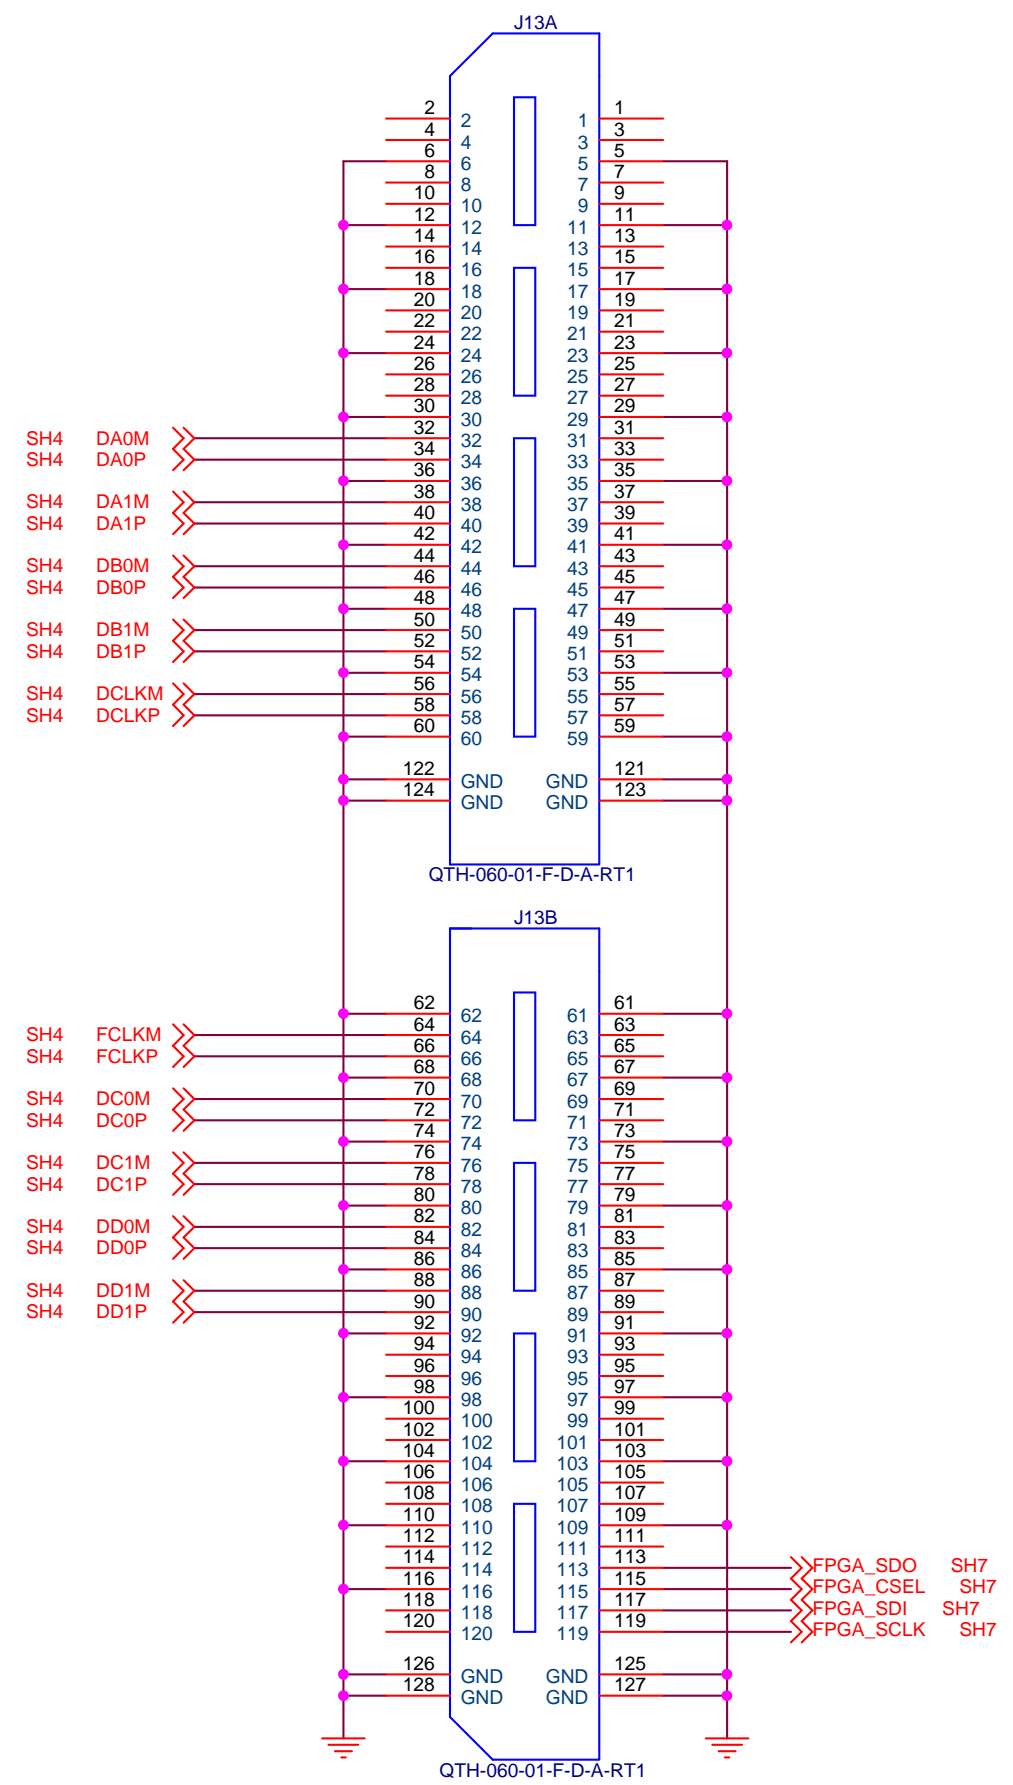 J13A
2 2 1 1
4 4 3 3
6 6 5 5
8 8 7 7
10 10 9 9
12 12 11 11
14 14 13 13
16 16 15 15
18 18 17 17
20 20 19 19
22 22 21 21
24 24 23 23
26 26 25 25
28 28 27 27
30 30 29 29
SH4 DA0M 32 32 31 31
SH4 DA0P 34 34 33 33
36 36 35 35
SH4 DA1M 38 38 37 37
SH4 DA1P 40 40 39 39
42 42 41 41
SH4 DB0M 44 44 43 43
SH4 DB0P 46 46 45 45
48 48 47 47
SH4 DB1M 50 50 49 49
SH4 DB1P 52 52 51 51
54 54 53 53
SH4 DCLKM 56 56 55 55
SH4 DCLKP 58 58 57 57
60 60 59 59
122 GND GND 121
124 GND GND 123
QTH-060-01-F-D-A-RT1
J13B
62 62 61 61
SH4 FCLKM 64 64 63 63
SH4 FCLKP 66 66 65 65
68 68 67 67
SH4 DC0M 70 70 69 69
SH4 DC0P 72 72 71 71
74 74 73 73
SH4 DC1M 76 76 75 75
SH4 DC1P 78 78 77 77
80 80 79 79
SH4 DD0M 82 82 81 81
SH4 DD0P 84 84 83 83
86 86 85 85
SH4 DD1M 88 88 87 87
SH4 DD1P 90 90 89 89
92 92 91 91
94 94 93 93
96 96 95 95
98 98 97 97
100 100 99 99
102 102 101 101
104 104 103 103
106 106 105 105
108 108 107 107
110 110 109 109
112 112 111 111
114 114 113 113 FPGA_SDO SH7
116 116 115 115 FPGA_CSEL SH7
118 118 117 117 FPGA_SDI SH7
120 120 119 119 FPGA_SCLK SH7
126 GND GND 125
128 GND GND 127
QTH-060-01-F-D-A-RT1